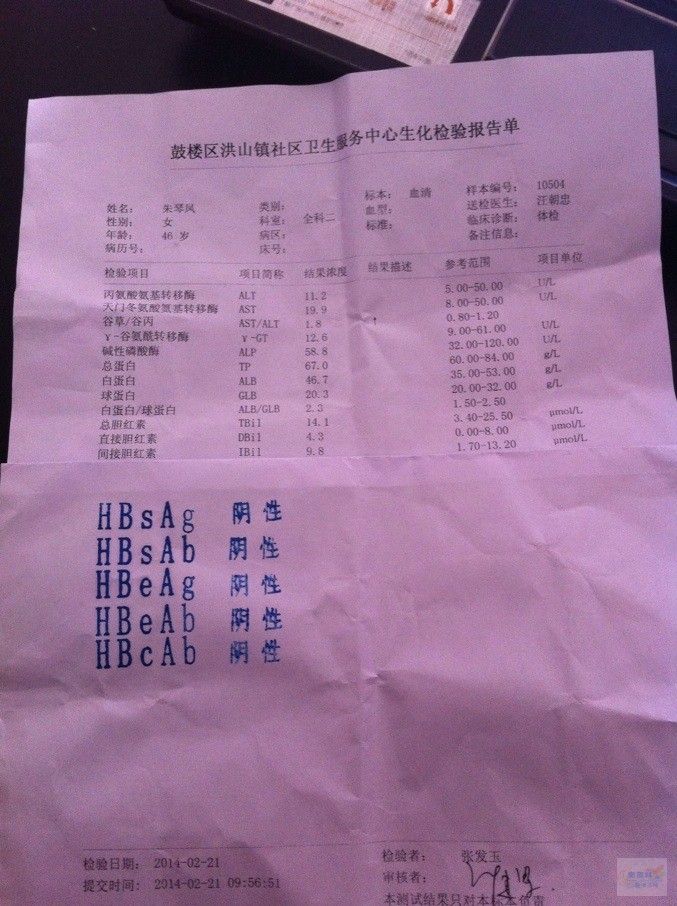 鼓楼区洪山镇社区卫生服务中心生化检验报告单
姓名： 朱琴凤 类别： 标本： 血清 样本编号： 10504
性别： 女 科室： 全科二 血型： 送检医生： 汪朝忠
年龄： 46 岁 病区： 标准： 临床诊断： 体检
病历号： 床号： 备注信息：
检验项目 项目简称 结果浓度 结果描述 参考范围 项目单位
丙氨酸氨基转移酶 ALT 11.2 5.00-50.00 U/L
天门冬氨酸氨基转移酶 AST 19.9 8.00-50.00 U/L
谷草/谷丙 AST/ALT 1.8 0.80-1.20
γ-谷氨酰转移酶 γ-GT 12.6 9.00-61.00 U/L
碱性磷酸酶 ALP 58.8 32.00-120.00 U/L
总蛋白 TP 67.0 60.00-84.00 g/L
白蛋白 ALB 46.7 35.00-53.00 g/L
球蛋白 GLB 20.3 20.00-32.00
白蛋白/球蛋白 ALB/GLB 2.3 1.50-2.50
总胆红素 TBil 14.1 3.40-25.50 μmol/L
直接胆红素 DBil 4.3 0.00-8.00 μmol/L
间接胆红素 IBil 9.8 1.70-13.20 μmol/L
HBsAg 阴性
HBsAb 阴性
HBeAg 阴性
HBeAb 阴性
HBcAb 阴性
检验日期： 2014-02-21 检验者： 张发玉
提交时间： 2014-02-21 09:56:51 审核者：
本测试结果只对本标本负责